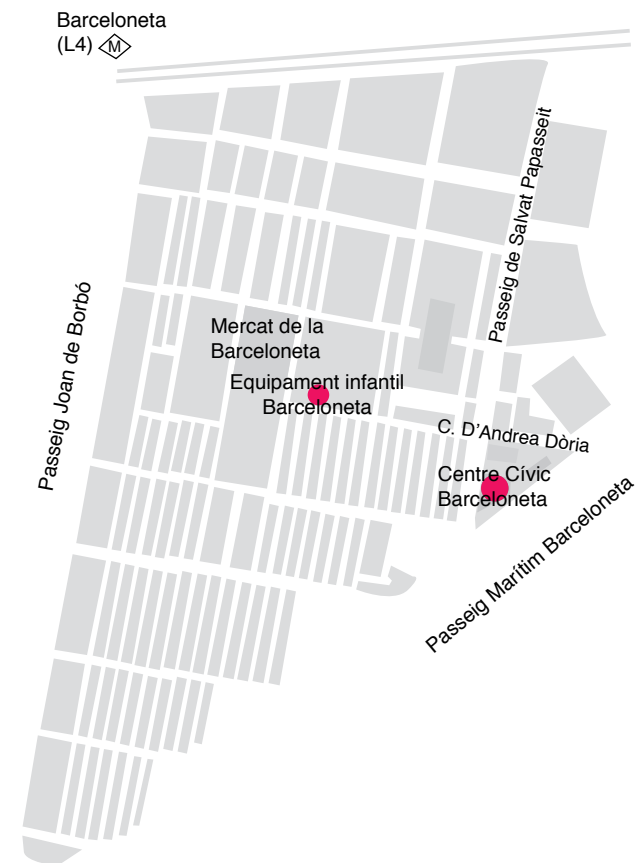 Barceloneta
(L4) M
Passeig de Salvat Papasseit
Passeig Joan de Borbó
Mercat de la
Barceloneta
Equipament infantil
Barceloneta
C. D'Andrea Dòria
Centre Cívic
Barceloneta
Passeig Marítim Barceloneta